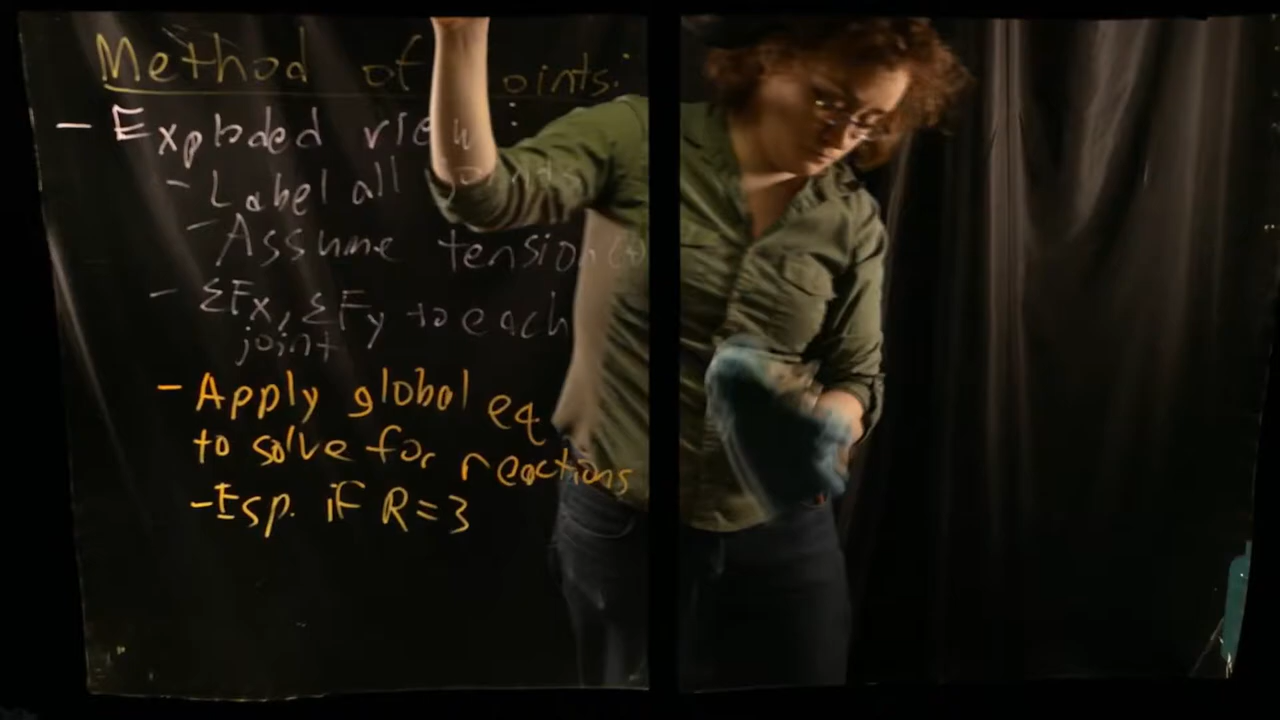 Method of oints:
- Exploded view:
- Label all joints
- Assume tension (+)
- ΣFx, ΣFy to each
joint
- Apply global eq
to solve for reactions
- Esp. if R=3